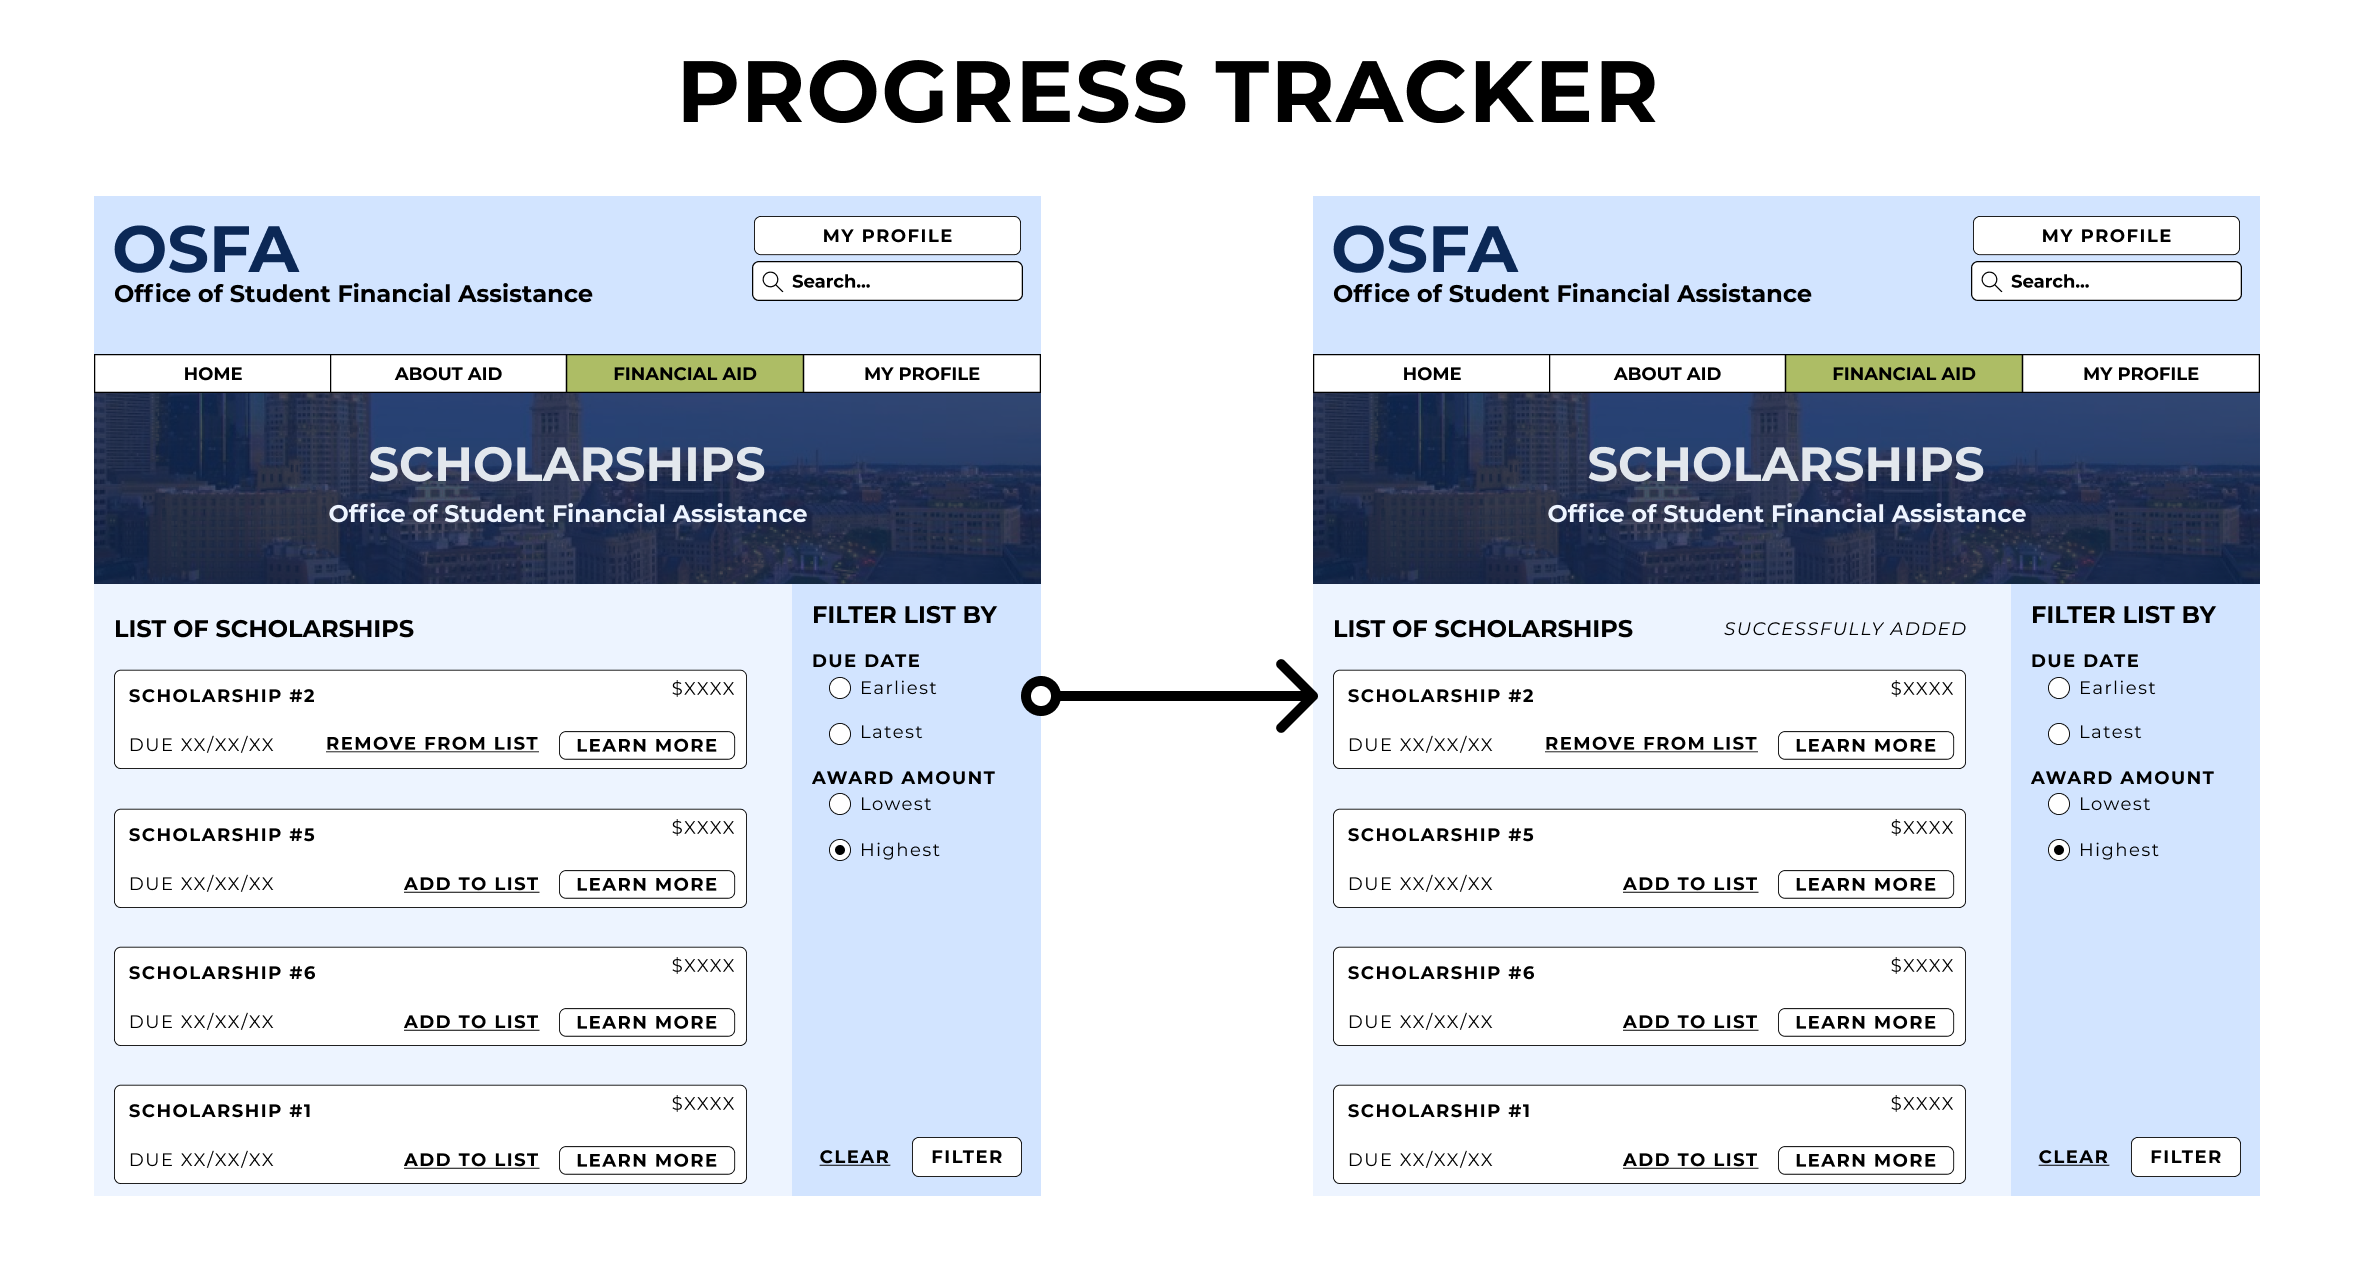 PROGRESS TRACKER
OSFA
Office of Student Financial Assistance
MY PROFILE
Search...
HOME ABOUT AID FINANCIAL AID MY PROFILE
SCHOLARSHIPS
Office of Student Financial Assistance
LIST OF SCHOLARSHIPS
SCHOLARSHIP #2 $XXXX
DUE XX/XX/XX REMOVE FROM LIST LEARN MORE
SCHOLARSHIP #5 $XXXX
DUE XX/XX/XX ADD TO LIST LEARN MORE
SCHOLARSHIP #6 $XXXX
DUE XX/XX/XX ADD TO LIST LEARN MORE
SCHOLARSHIP #1 $XXXX
DUE XX/XX/XX ADD TO LIST LEARN MORE
FILTER LIST BY
DUE DATE
Earliest
Latest
AWARD AMOUNT
Lowest
Highest
CLEAR FILTER
OSFA
Office of Student Financial Assistance
MY PROFILE
Search...
HOME ABOUT AID FINANCIAL AID MY PROFILE
SCHOLARSHIPS
Office of Student Financial Assistance
LIST OF SCHOLARSHIPS SUCCESSFULLY ADDED
SCHOLARSHIP #2 $XXXX
DUE XX/XX/XX REMOVE FROM LIST LEARN MORE
SCHOLARSHIP #5 $XXXX
DUE XX/XX/XX ADD TO LIST LEARN MORE
SCHOLARSHIP #6 $XXXX
DUE XX/XX/XX ADD TO LIST LEARN MORE
SCHOLARSHIP #1 $XXXX
DUE XX/XX/XX ADD TO LIST LEARN MORE
FILTER LIST BY
DUE DATE
Earliest
Latest
AWARD AMOUNT
Lowest
Highest
CLEAR FILTER